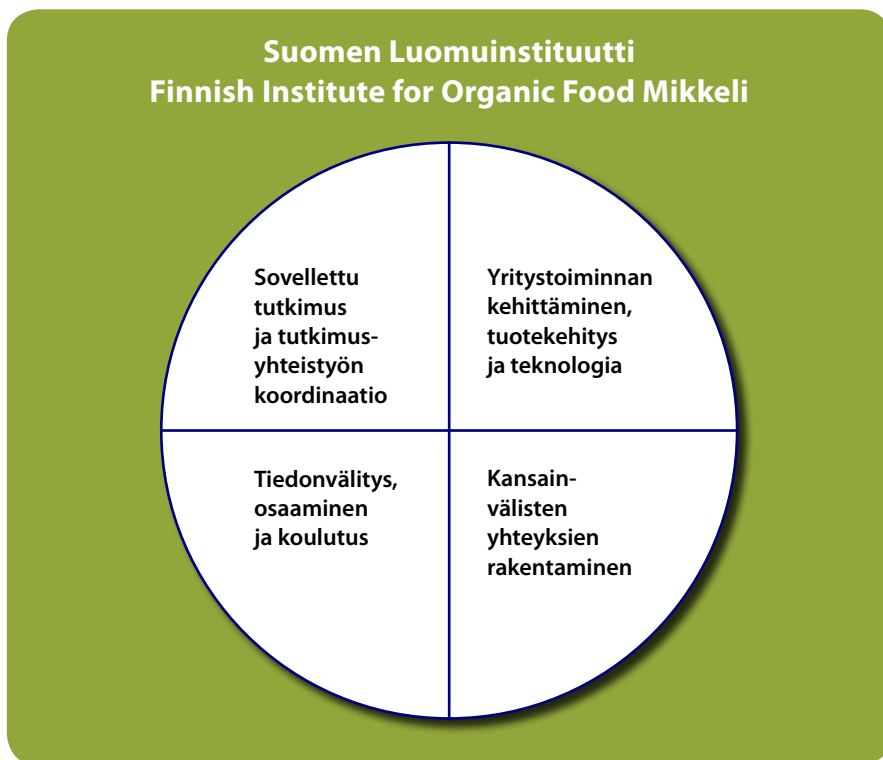 Suomen Luomuinstituutti
Finnish Institute for Organic Food Mikkeli
Sovellettu
tutkimus
ja tutkimus-
yhteistyön
koordinaatio
Yritystoiminnan
kehittäminen,
tuotekehitys
ja teknologia
Tiedonvälitys,
osaaminen
ja koulutus
Kansain-
välisten
yhteyksien
rakentaminen